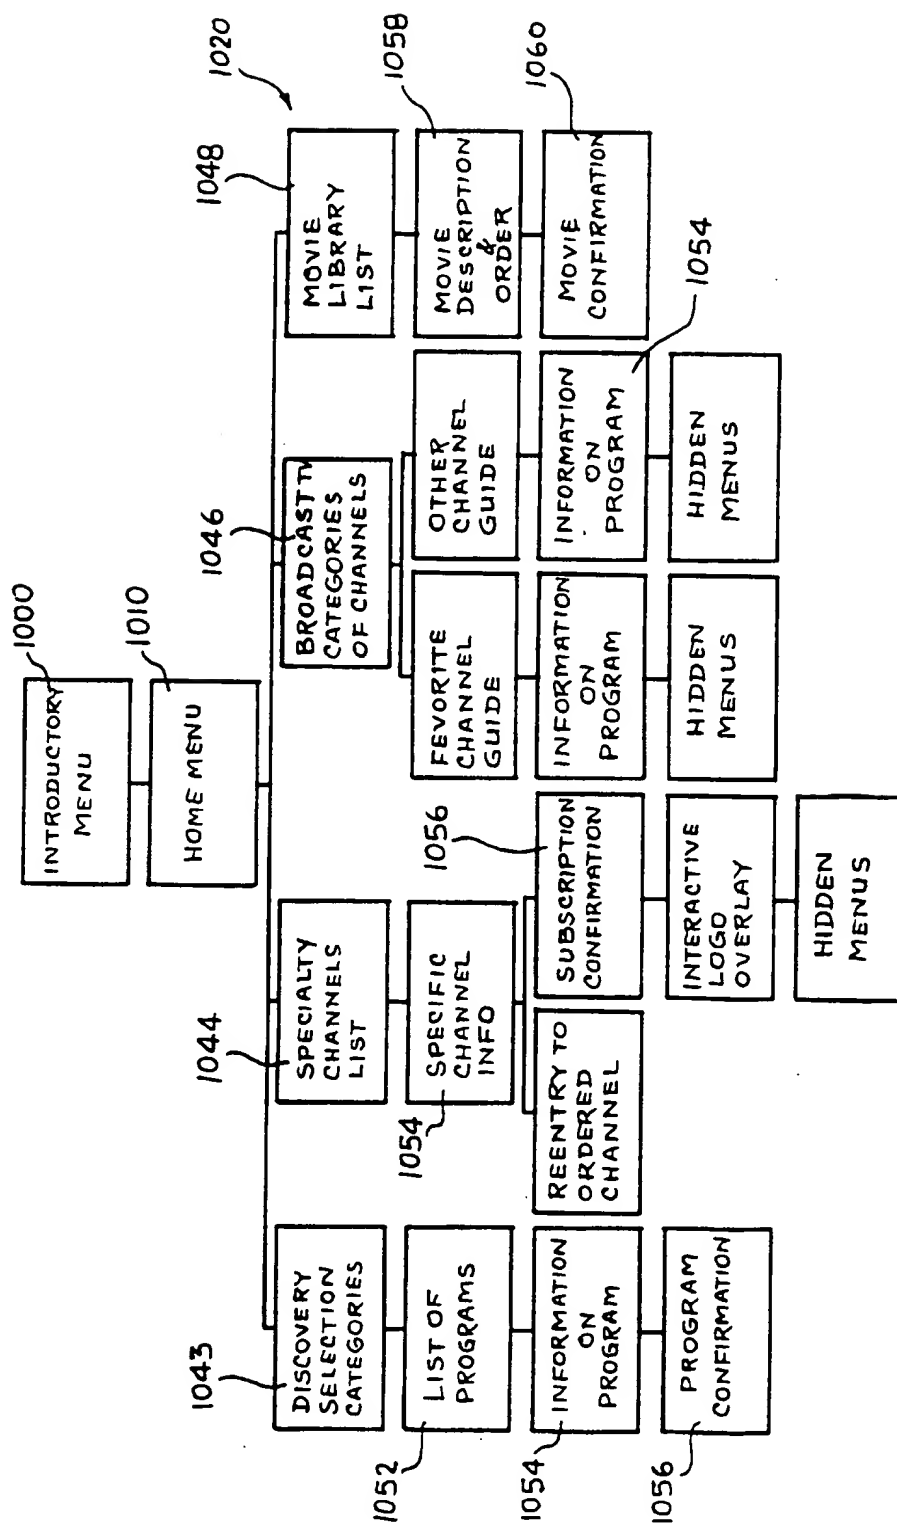 1020
INTRODUCTORY
MENU
1000
HOME MENU
1010
1043
DISCOVERY
SELECTION
CATEGORIES
1044
SPECIALTY
CHANNELS
LIST
1046
BROADCAST TV
CATEGORIES
OF CHANNELS
1048
MOVIE
LIBRARY
LIST
1052
LIST OF
PROGRAMS
1054
SPECIFIC
CHANNEL
INFO
FEVORITE
CHANNEL
GUIDE
OTHER
CHANNEL
GUIDE
1058
MOVIE
DESCRIPTION
&
ORDER
1054
INFORMATION
ON
PROGRAM
REENTRY TO
ORDERED
CHANNEL
1056
SUBSCRIPTION
CONFIRMATION
INFORMATION
ON
PROGRAM
INFORMATION
ON
PROGRAM
1054
1060
MOVIE
CONFIRMATION
1056
PROGRAM
CONFIRMATION
INTERACTIVE
LOGO
OVERLAY
HIDDEN
MENUS
HIDDEN
MENUS
HIDDEN
MENUS